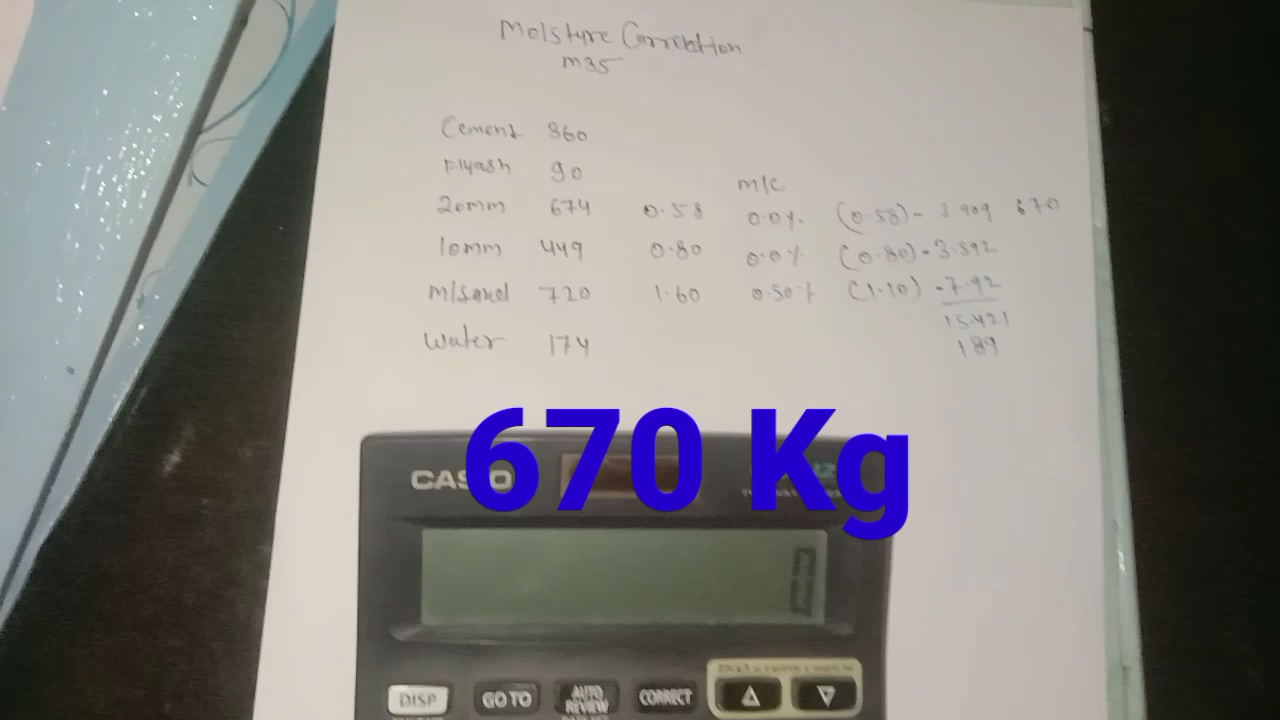 Moisture Correction
M35
Cement 360
Flyash 90
m/c
20mm 674 0.58 0.0% (0.58) - 3.909 670
10mm 449 0.80 0.0% (0.80) - 3.592
m/sand 720 1.60 0.50% (1.10) - 7.92
15.421
Water 174 189
670 Kg
CASIO
0
DISP GO TO AUTO REVIEW CORRECT